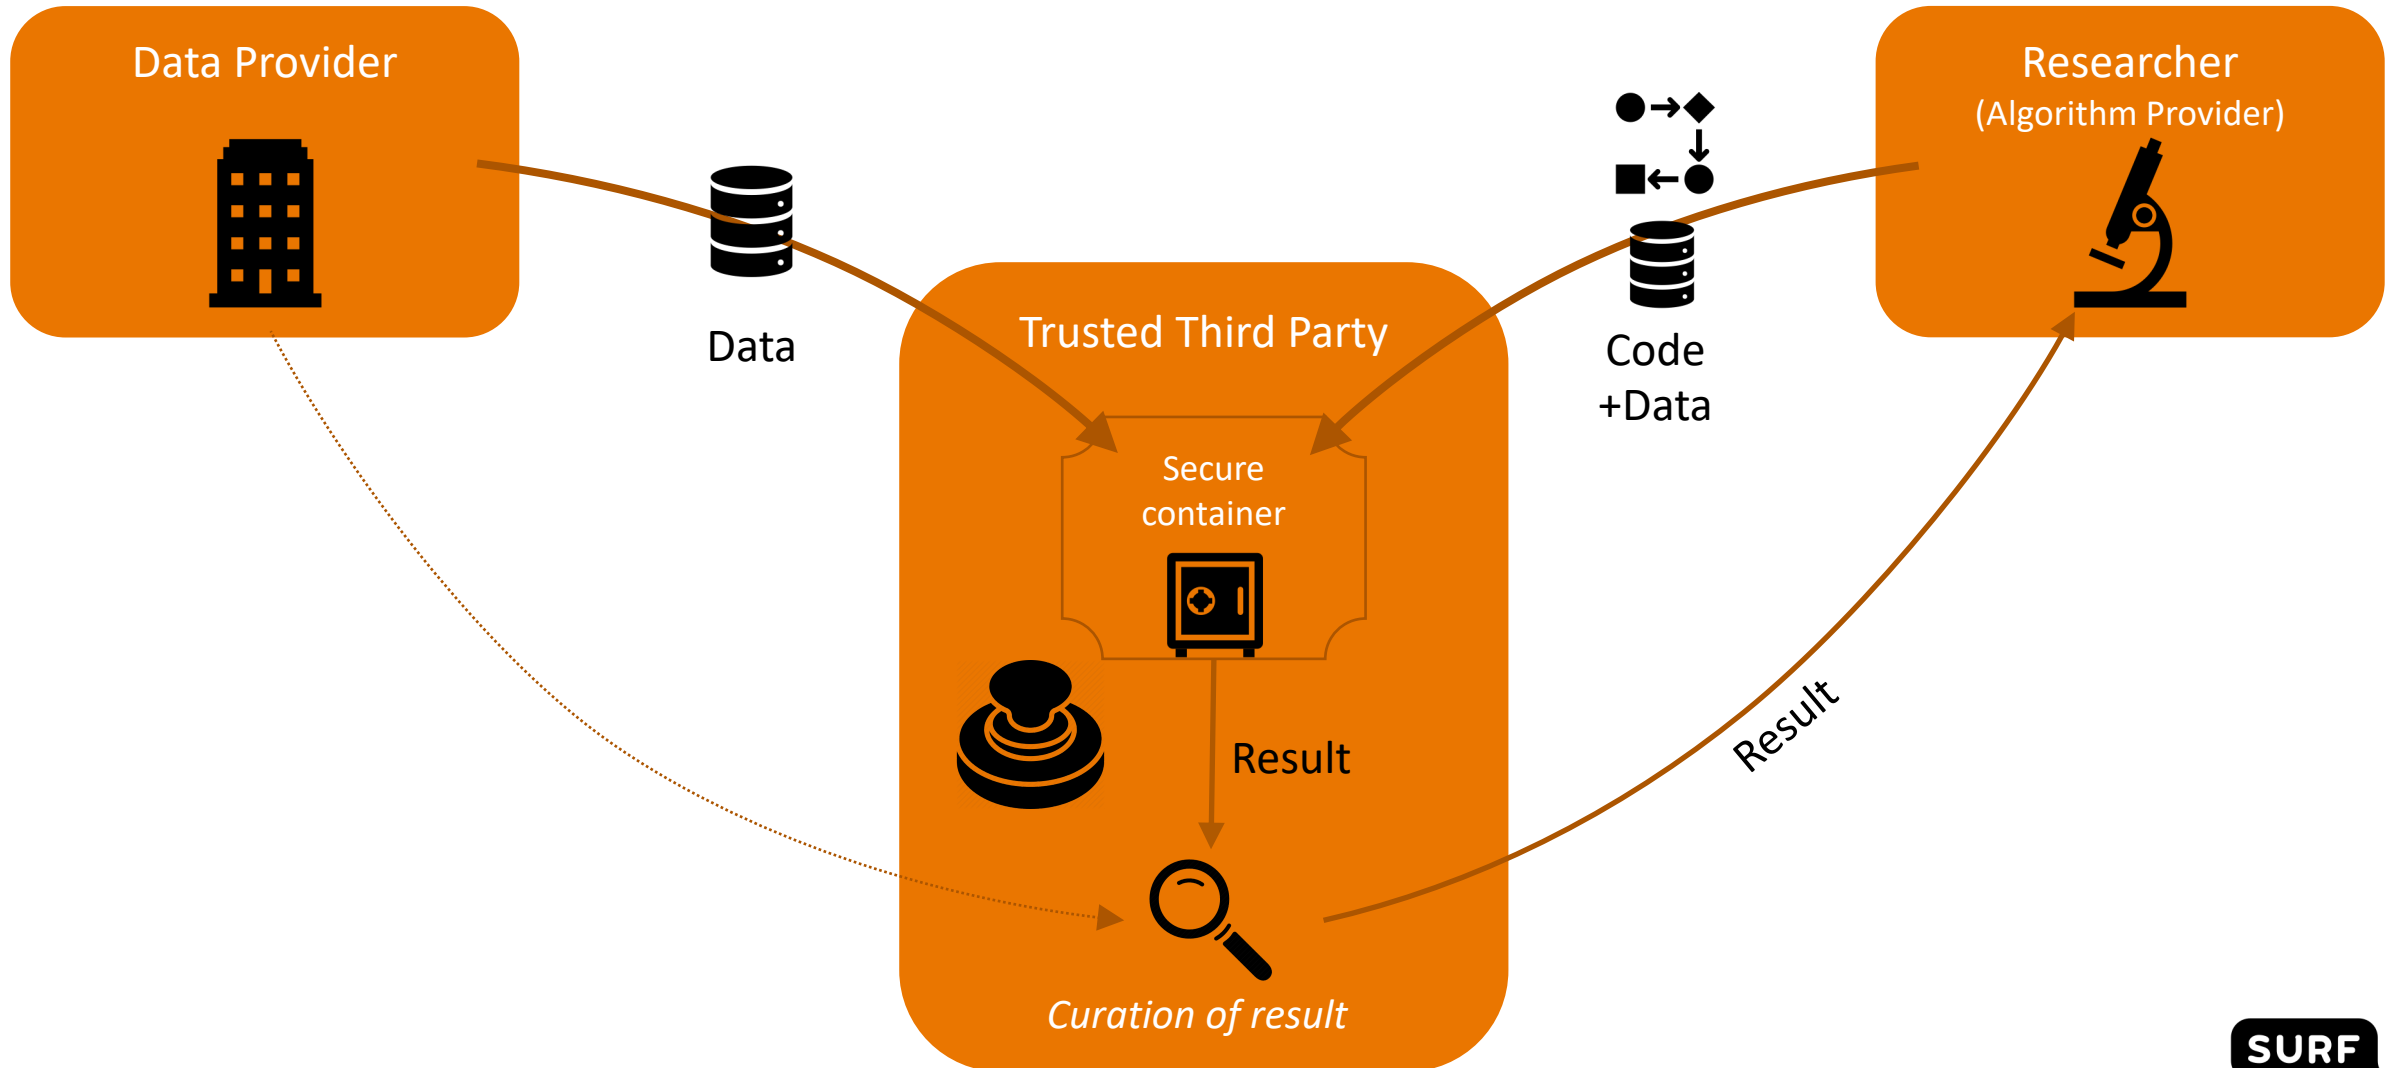 Data Provider
Data
Trusted Third Party
Secure
container
Result
Curation of result
Researcher
(Algorithm Provider)
Code
+Data
Result
SURF